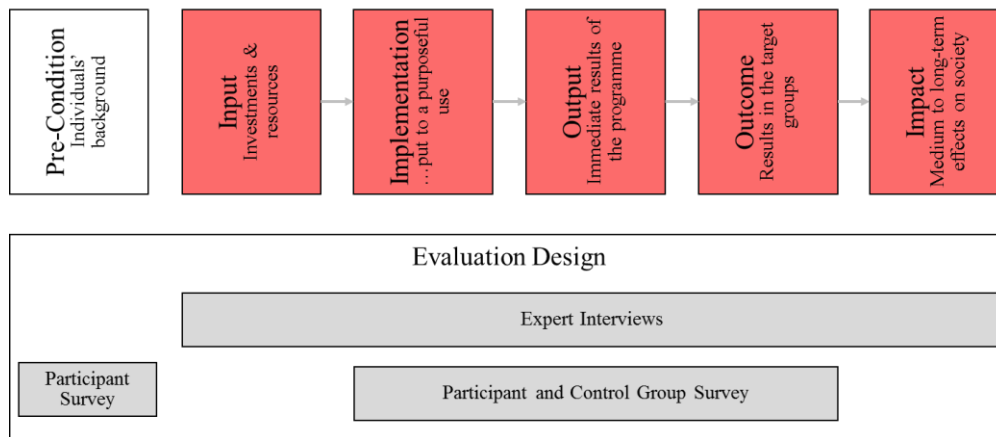 Pre-Condition
Individuals'
background
Input
Investments &
resources
Implementation
…put to a purposeful
use
Output
Immediate results of
the programme
Outcome
Results in the target
groups
Impact
Medium to long-term
effects on society
Evaluation Design
Expert Interviews
Participant
Survey
Participant and Control Group Survey